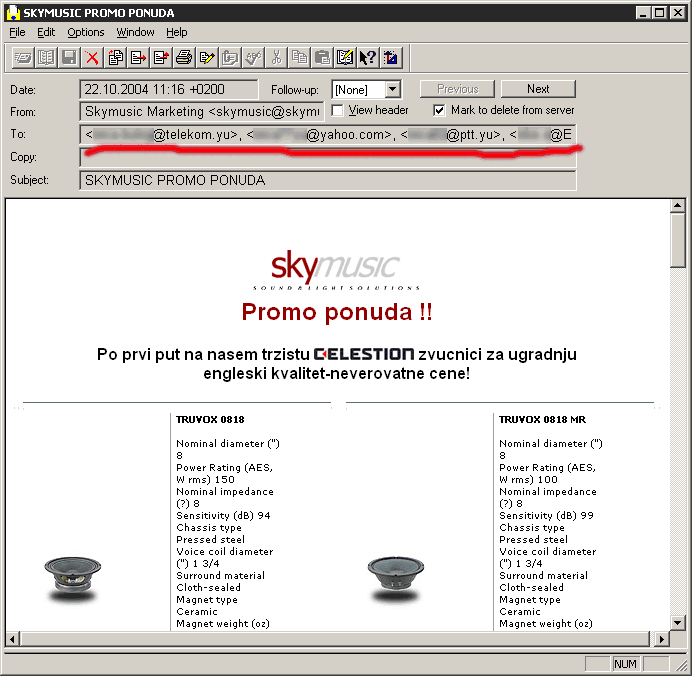 SKYMUSIC PROMO PONUDA
File Edit Options Window Help
Date: 22.10.2004 11:16 +0200 Follow-up: [None] Previous Next
From: Skymusic Marketing <skymusic@skymu View header Mark to delete from server
To: < @telekom.yu>, < @yahoo.com>, < @ptt.yu>, < @E
Copy:
Subject: SKYMUSIC PROMO PONUDA
skymusic
SOUND & LIGHT SOLUTIONS
Promo ponuda !!
Po prvi put na nasem trzistu CELESTION zvucnici za ugradnju
engleski kvalitet-neverovatne cene!
TRUVOX 0818
Nominal diameter (")
8
Power Rating (AES,
W rms) 150
Nominal impedance
(?) 8
Sensitivity (dB) 94
Chassis type
Pressed steel
Voice coil diameter
(") 1 3/4
Surround material
Cloth-sealed
Magnet type
Ceramic
Magnet weight (oz)
TRUVOX 0818 MR
Nominal diameter (")
8
Power Rating (AES,
W rms) 100
Nominal impedance
(?) 8
Sensitivity (dB) 99
Chassis type
Pressed steel
Voice coil diameter
(") 1 3/4
Surround material
Cloth-sealed
Magnet type
Ceramic
Magnet weight (oz)
NUM